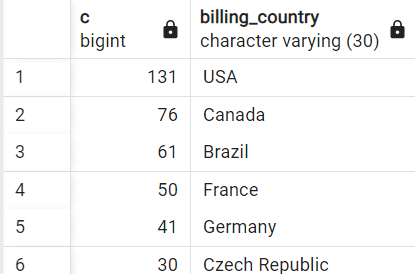 c billing_country
bigint character varying (30)
1 131 USA
2 76 Canada
3 61 Brazil
4 50 France
5 41 Germany
6 30 Czech Republic